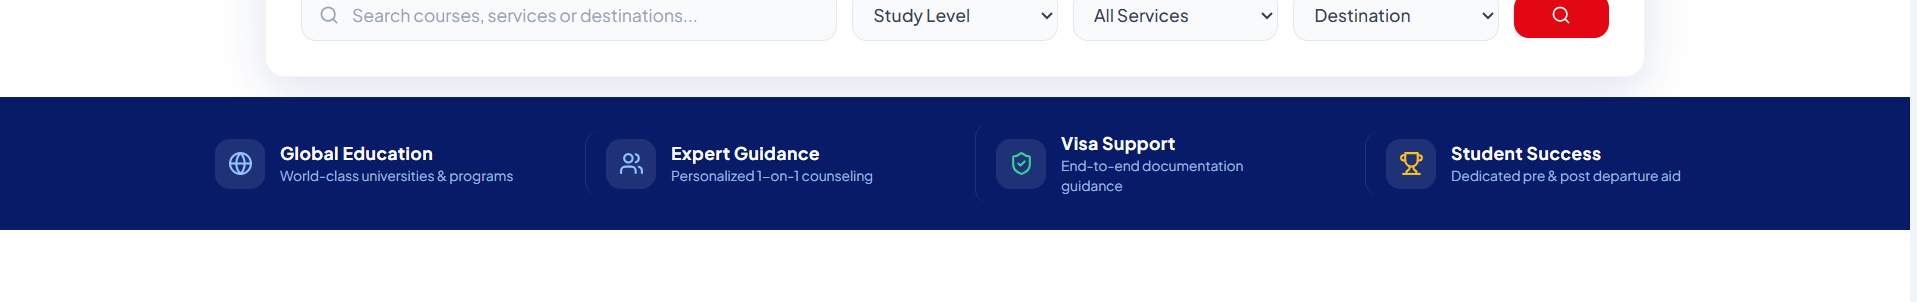 Search courses, services or destinations...
Study Level
All Services
Destination
Global Education
World-class universities & programs
Expert Guidance
Personalized 1-on-1 counseling
Visa Support
End-to-end documentation
guidance
Student Success
Dedicated pre & post departure aid